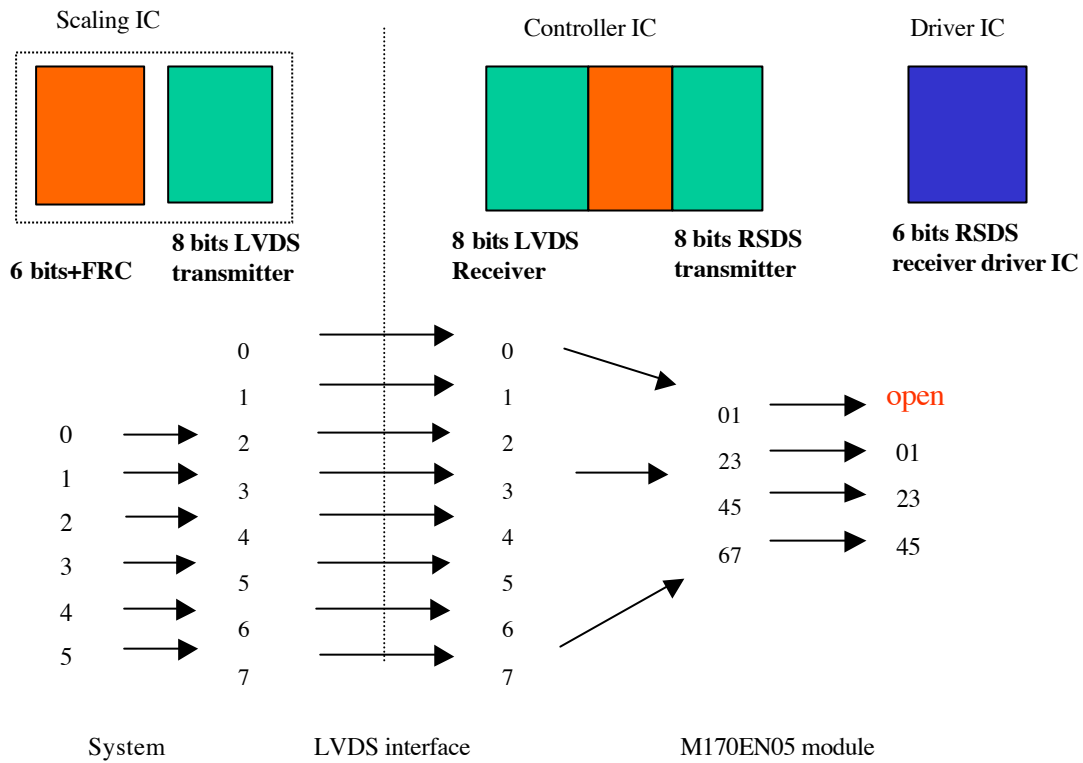 Scaling IC
Controller IC
Driver IC
6 bits+FRC
8 bits LVDS
transmitter
8 bits LVDS
Receiver
8 bits RSDS
transmitter
6 bits RSDS
receiver driver IC
0
1
2
3
4
5
0
1
2
3
4
5
6
7
0
1
2
3
4
5
6
7
01
23
45
67
open
01
23
45
System
LVDS interface
M170EN05 module